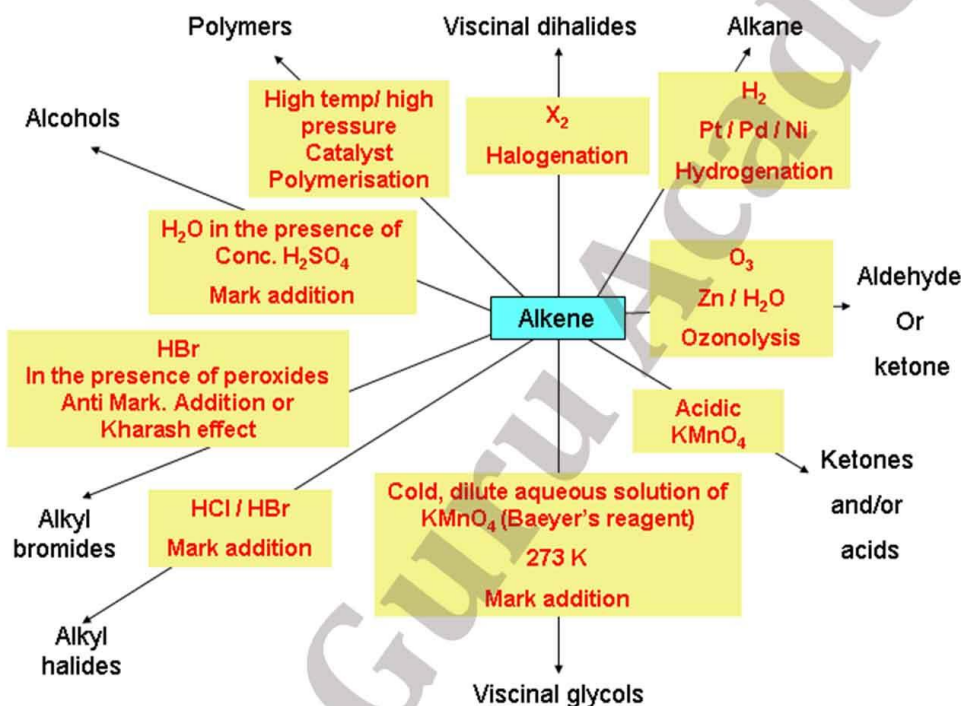 Polymers
Viscinal dihalides
Alkane
Alcohols
High temp/ high
pressure
Catalyst
Polymerisation
X₂
Halogenation
H₂
Pt / Pd / Ni
Hydrogenation
H₂O in the presence of
Conc. H₂SO₄
Mark addition
O₃
Zn / H₂O
Ozonolysis
Aldehyde
Or
ketone
Alkene
HBr
In the presence of peroxides
Anti Mark. Addition or
Kharash effect
Acidic
KMnO₄
Ketones
and/or
acids
Alkyl
bromides
HCl / HBr
Mark addition
Cold, dilute aqueous solution of
KMnO₄ (Baeyer's reagent)
273 K
Mark addition
Alkyl
halides
Viscinal glycols
Guru Acade